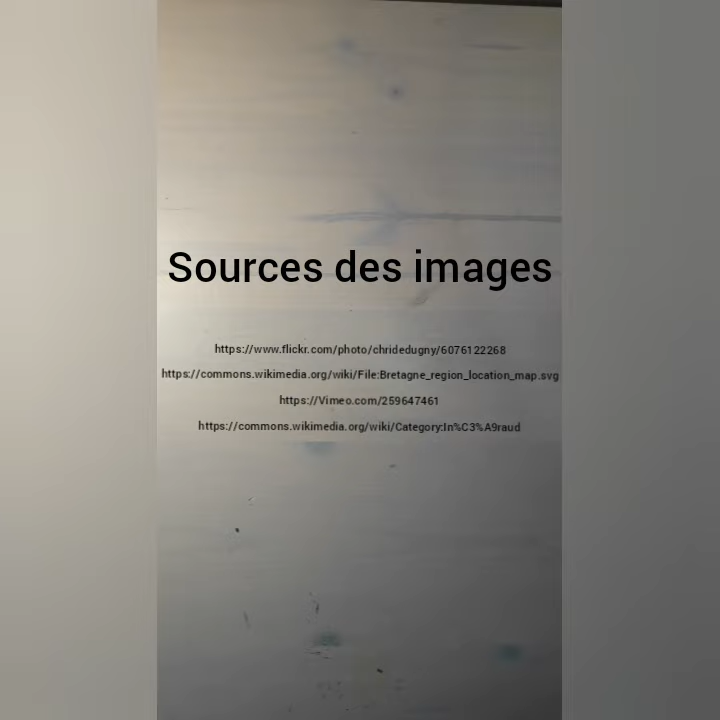 Sources des images
https://www.flickr.com/photo/chridedugny/6076122268
https://commons.wikimedia.org/wiki/File:Bretagne_region_location_map.svg
https://Vimeo.com/259647461
https://commons.wikimedia.org/wiki/Category:In%C3%A9raud